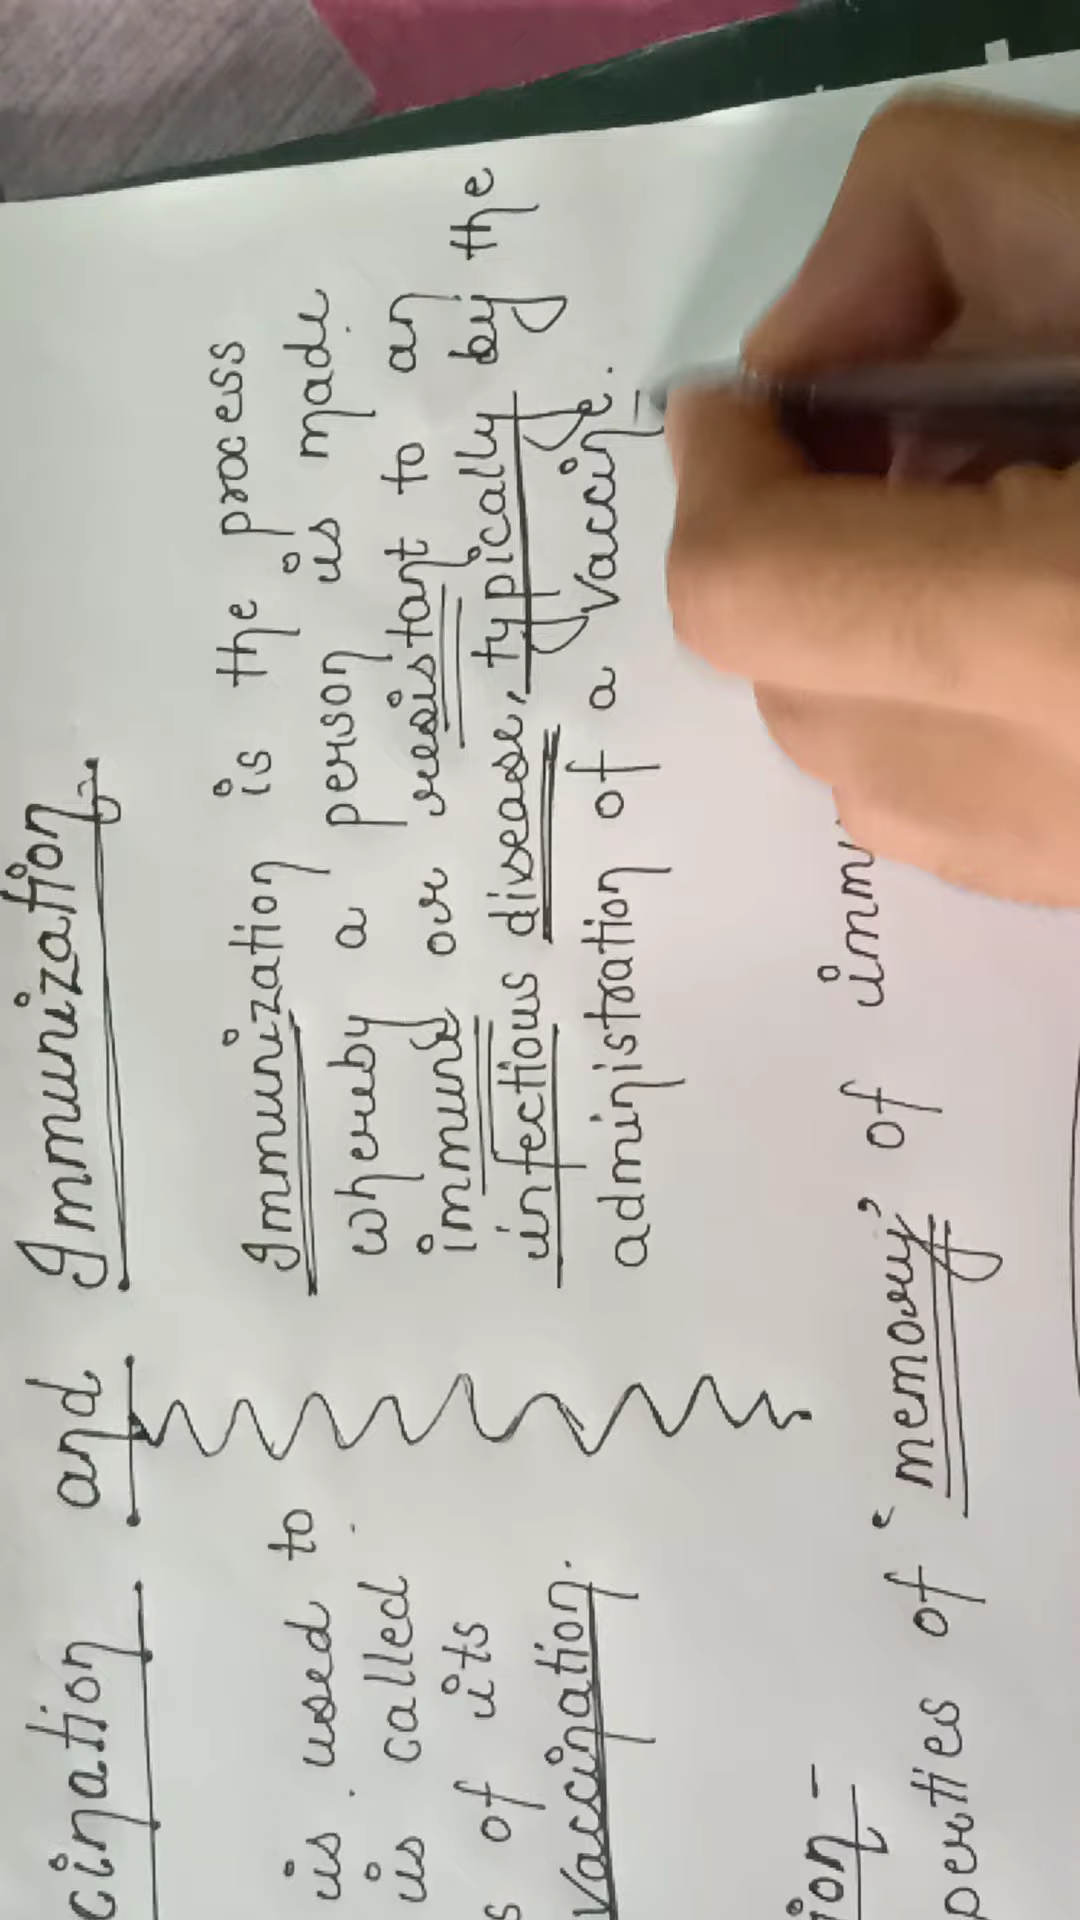 cination and Immunization
is used to
is called
s of its
Vaccination.
Immunization is the process
whereby a person is made
immune or resistant to an
infectious disease, typically by the
administration of a vaccine.
ion -
perties of 'memory' of imm